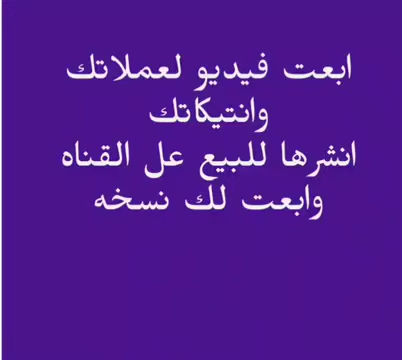 ابعت فيديو لعملاتك
وانتيكاتك
انشرها للبيع عل القناه
وابعت لك نسخه